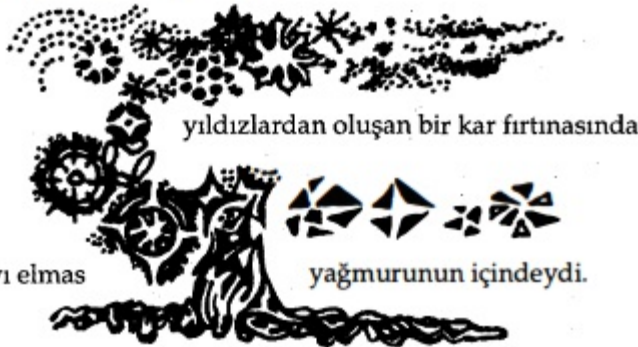 yıldızlardan oluşan bir kar fırtınasında
elmas yağmurunun içindeydi.